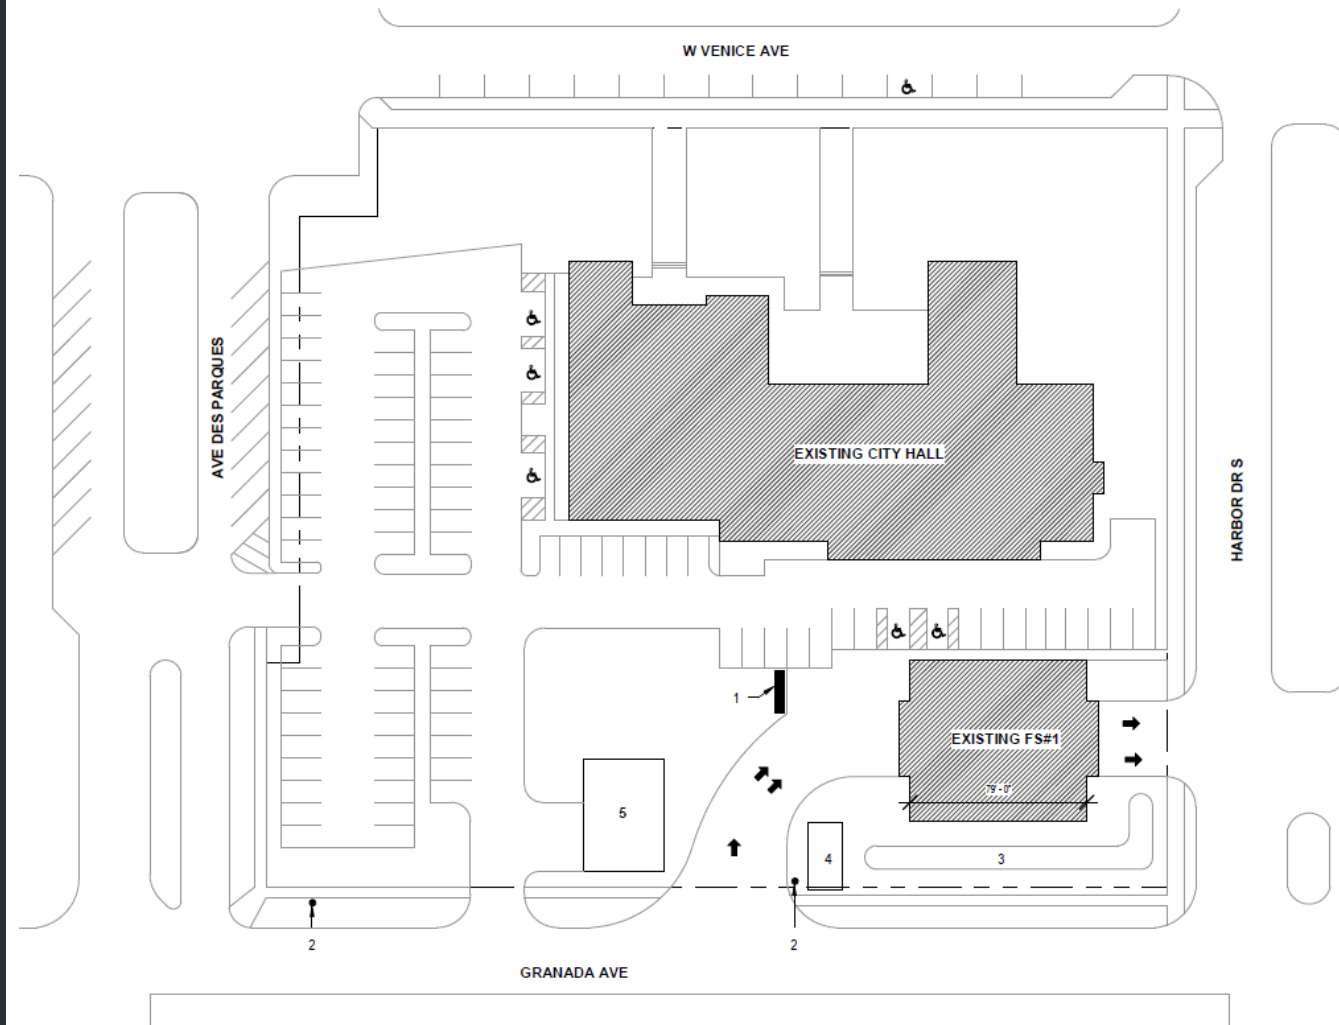 W VENICE AVE
AVE DES PARQUES
EXISTING CITY HALL
HARBOR DR S
1
EXISTING FS#1
79' - 0"
5
4
3
2
2
GRANADA AVE